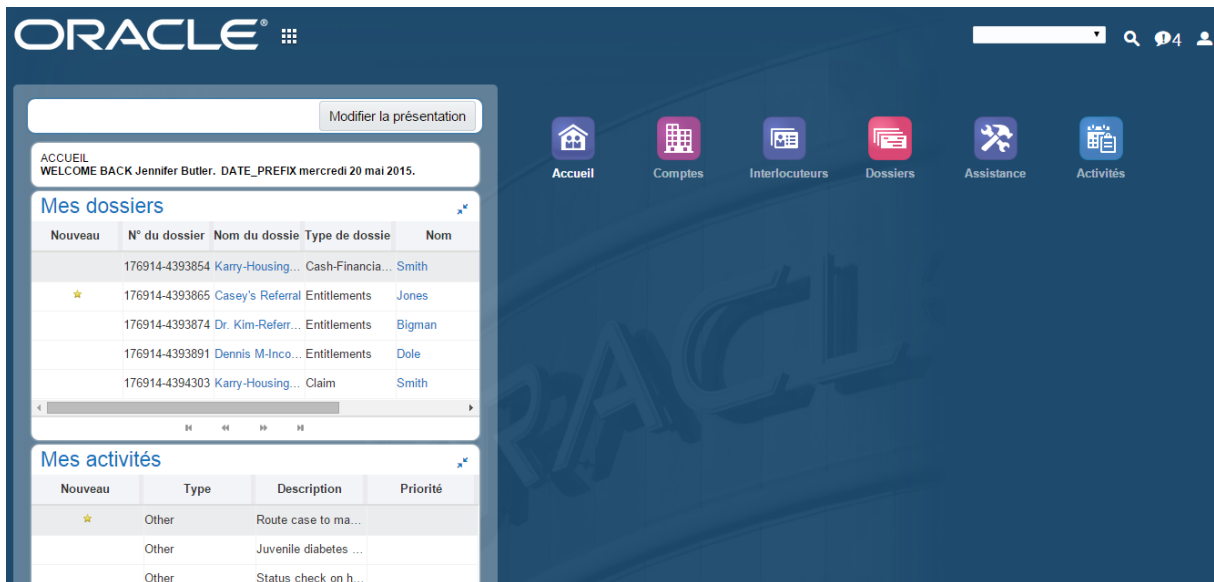 ORACLE®
4
Modifier la présentation
ACCUEIL
WELCOME BACK Jennifer Butler. DATE_PREFIX mercredi 20 mai 2015.
Accueil Comptes Interlocuteurs Dossiers Assistance Activités
Mes dossiers
Nouveau N° du dossier Nom du dossie Type de dossie Nom
176914-4393854 Karry-Housing... Cash-Financia... Smith
176914-4393865 Casey's Referral Entitlements Jones
176914-4393874 Dr. Kim-Referr... Entitlements Bigman
176914-4393891 Dennis M-Inco... Entitlements Dole
176914-4394303 Karry-Housing... Claim Smith
Mes activités
Nouveau Type Description Priorité
Other Route case to ma...
Other Juvenile diabetes ...
Other Status check on h...
ORACLE